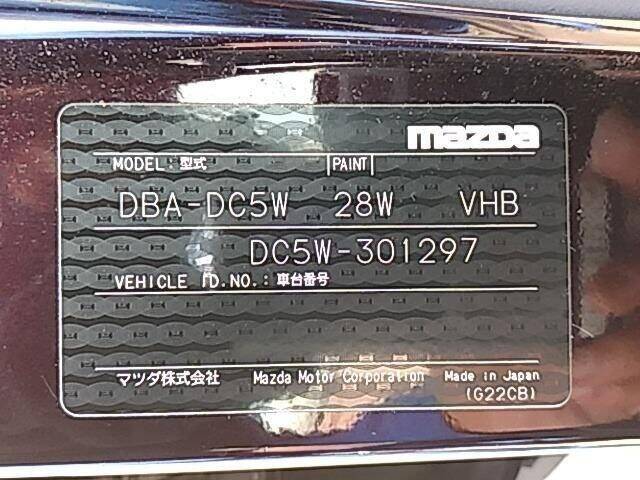 mazda
MODEL: 型式 PAINT
DBA-DC5W 28W VHB
DC5W-301297
VEHICLE ID.NO.: 車台番号
マツダ株式会社 Mazda Motor Corporation Made in Japan
(G22CB)